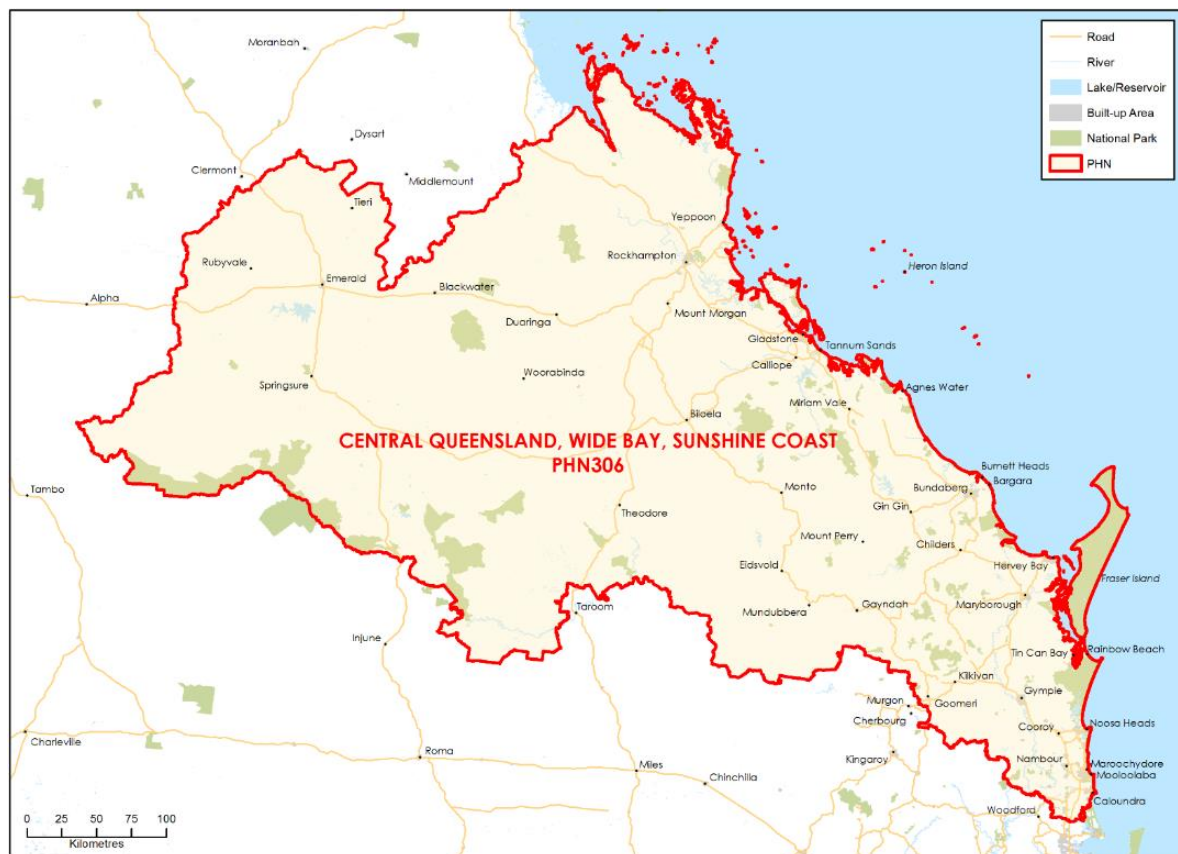 Road
River
Lake/Reservoir
Built-up Area
National Park
PHN
Moranbah
Dysart
Clermont
Middlemount
Tieri
Yeppoon
Rubyvale
Rockhampton
Heron Island
Emerald
Blackwater
Alpha
Duaringa
Mount Morgan
Gladstone
Tannum Sands
Calliope
Springsure
Woorabinda
Agnes Water
Miriam Vale
Biloela
CENTRAL QUEENSLAND, WIDE BAY, SUNSHINE COAST
PHN306
Burnett Heads
Bargara
Tambo
Monto
Bundaberg
Theodore
Gin Gin
Mount Perry
Childers
Eidsvold
Hervey Bay
Fraser Island
Taroom
Mundubbera
Gayndah
Maryborough
Injune
Tin Can Bay
Rainbow Beach
Kilkivan
Murgon
Goomeri
Gympie
Cherbourg
Charleville
Cooroy
Noosa Heads
Roma
Kingaroy
Nambour
Maroochydore
Mooloolaba
Miles
Chinchilla
Caloundra
Woodford
0 25 50 100
Kilometres